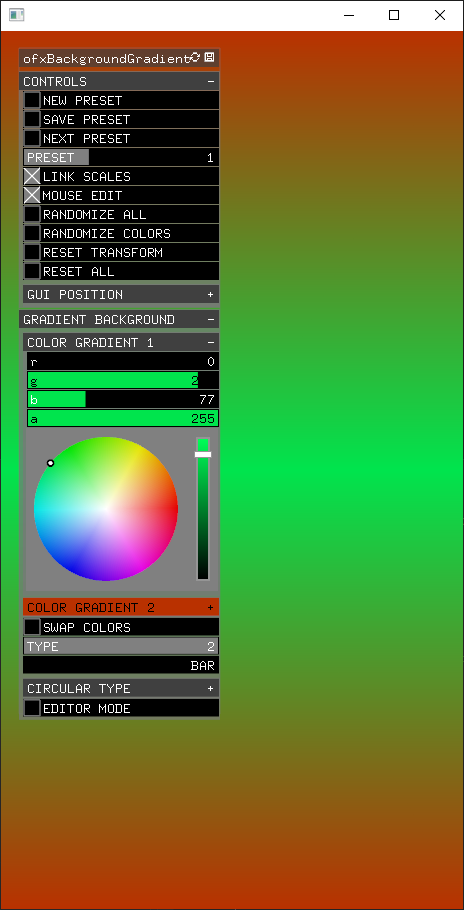 ofxBackgroundGradient
CONTROLS -
NEW PRESET
SAVE PRESET
NEXT PRESET
PRESET 1
LINK SCALES
MOUSE EDIT
RANDOMIZE ALL
RANDOMIZE COLORS
RESET TRANSFORM
RESET ALL
GUI POSITION +
GRADIENT BACKGROUND -
COLOR GRADIENT 1 -
r 0
g
b 77
a 255
COLOR GRADIENT 2 +
SWAP COLORS
TYPE 2
BAR
CIRCULAR TYPE +
EDITOR MODE